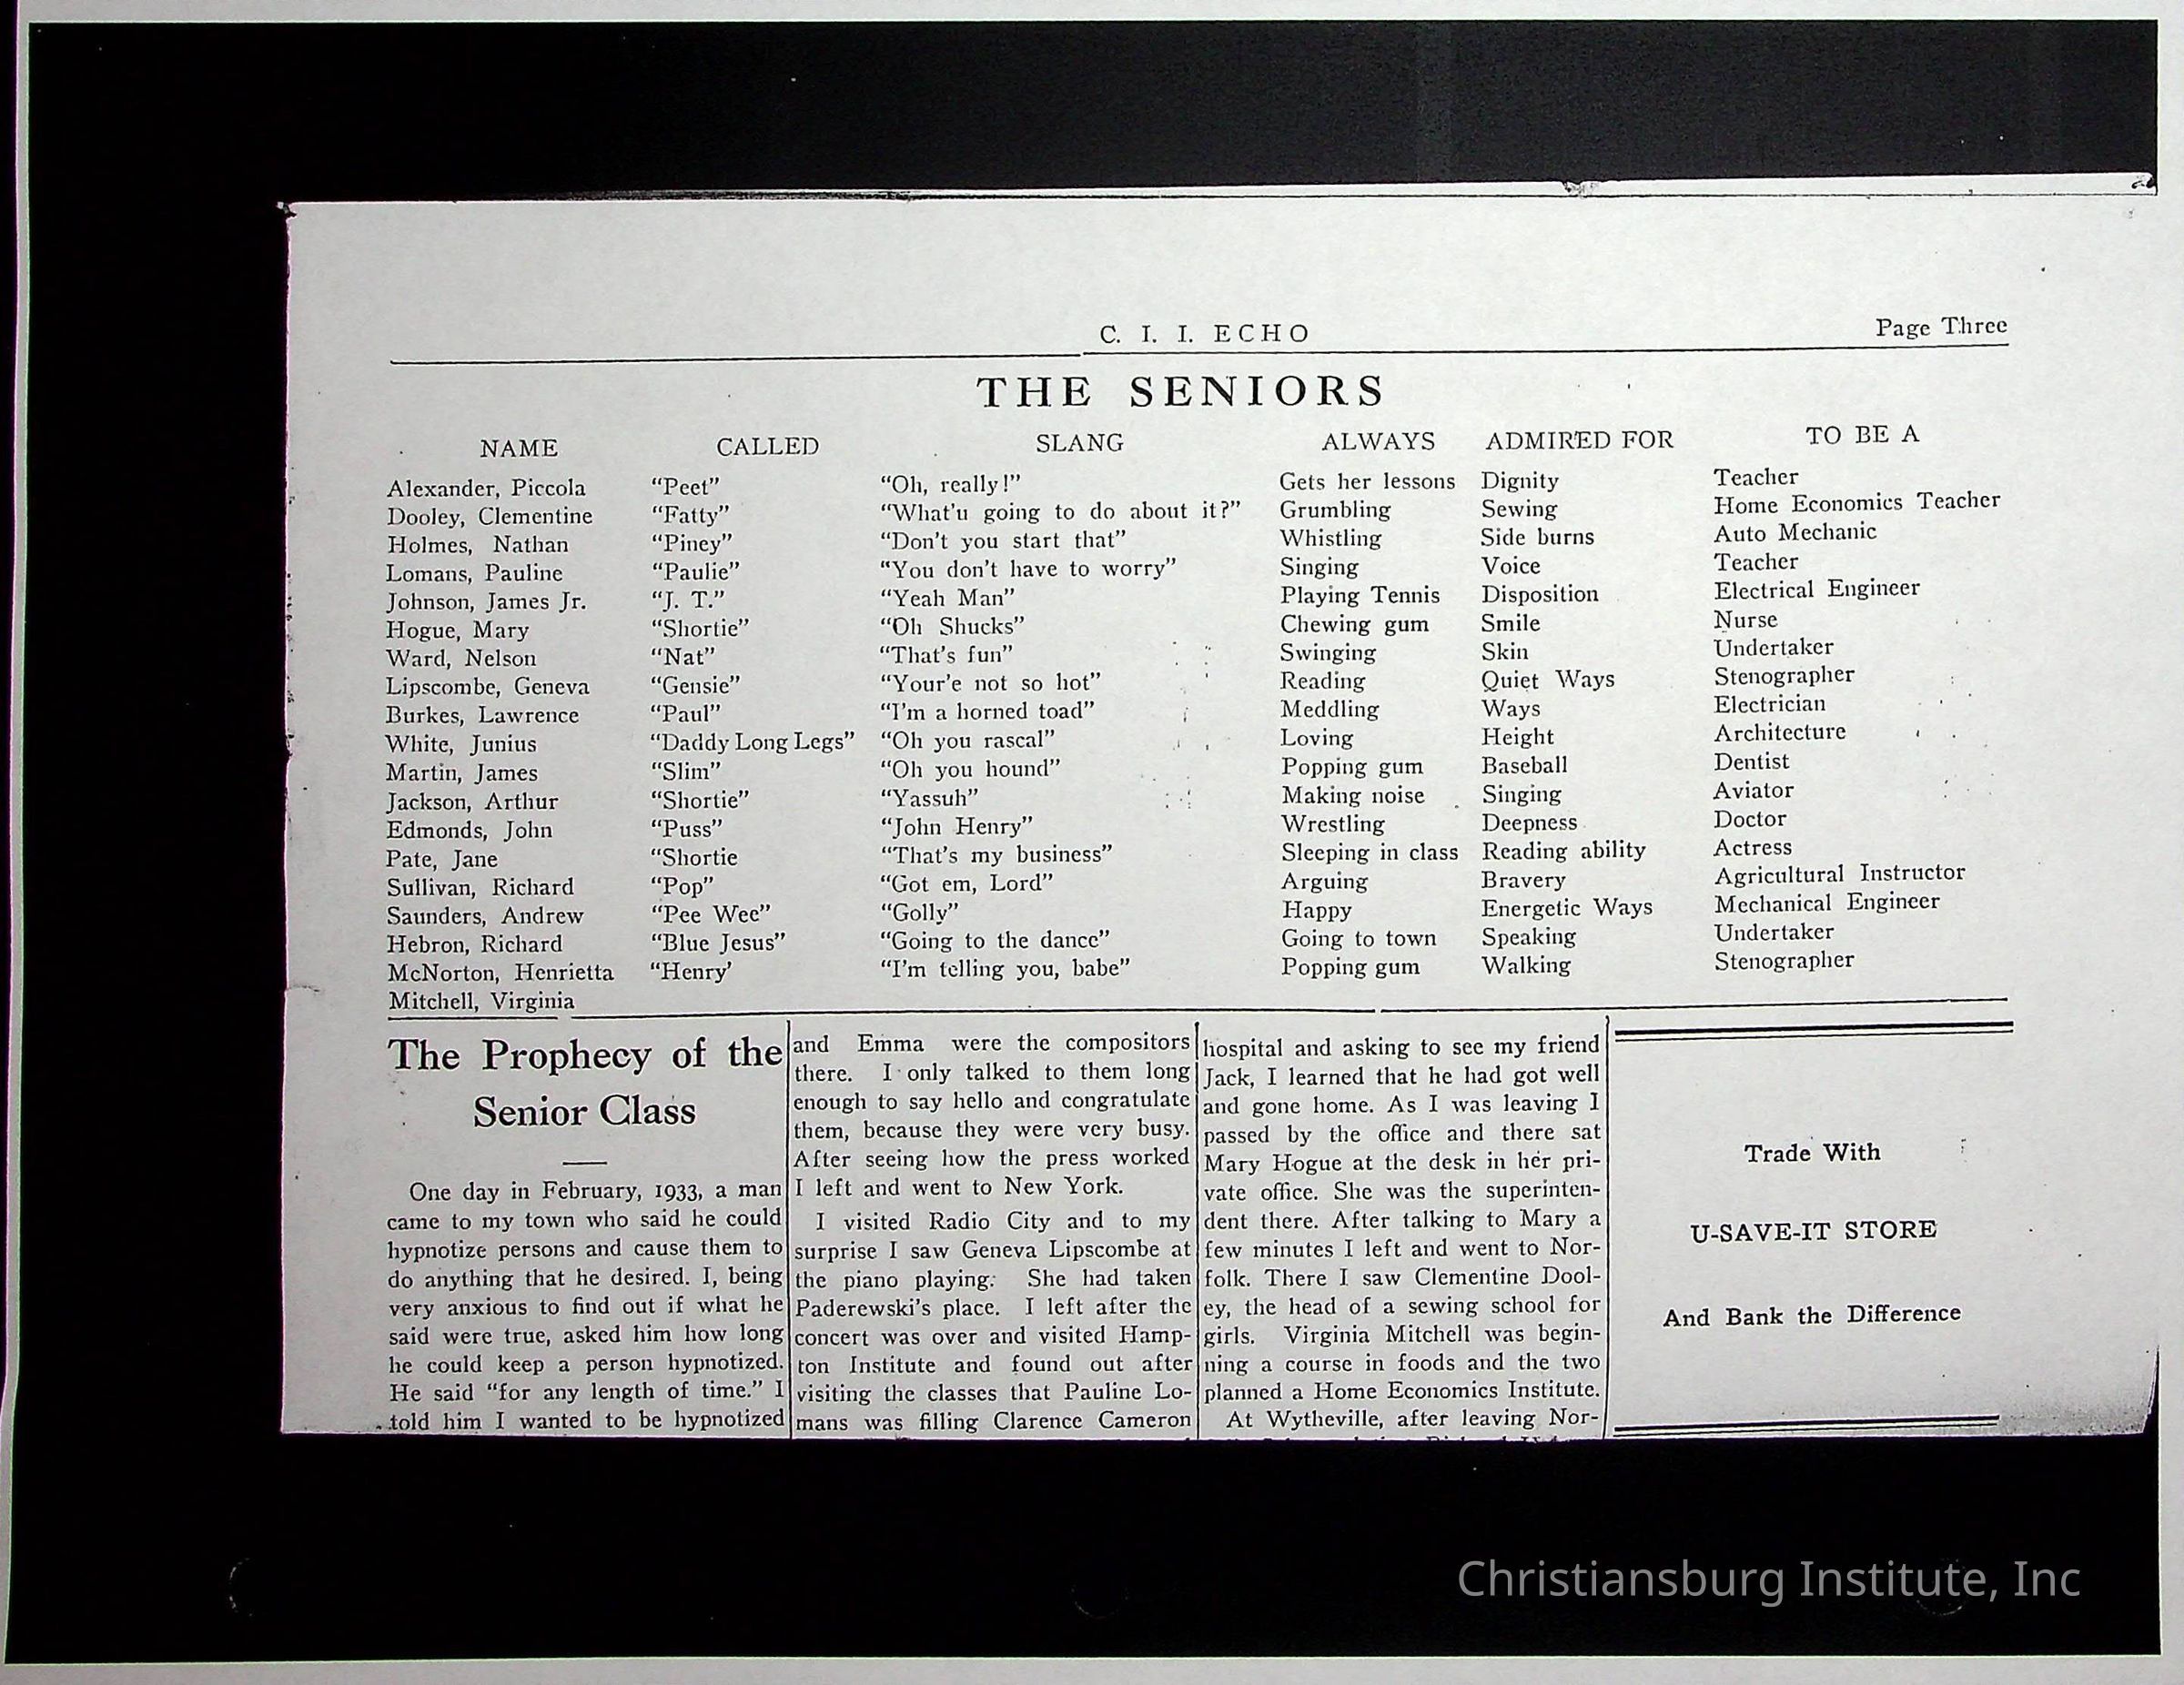 C. I. I. ECHO
Page Three
THE SENIORS
NAME CALLED SLANG ALWAYS ADMIRED FOR TO BE A
Alexander, Piccola “Peet” “Oh, really!” Gets her lessons Dignity Teacher
Dooley, Clementine “Fatty” “What'u going to do about it?” Grumbling Sewing Home Economics Teacher
Holmes, Nathan “Piney” “Don't you start that” Whistling Side burns Auto Mechanic
Lomans, Pauline “Paulie” “You don't have to worry” Singing Voice Teacher
Johnson, James Jr. “J. T.” “Yeah Man” Playing Tennis Disposition Electrical Engineer
Hogue, Mary “Shortie” “Oh Shucks” Chewing gum Smile Nurse
Ward, Nelson “Nat” “That's fun” Swinging Skin Undertaker
Lipscombe, Geneva “Gensie” “Your'e not so hot” Reading Quiet Ways Stenographer
Burkes, Lawrence “Paul” “I'm a horned toad” Meddling Ways Electrician
White, Junius “Daddy Long Legs” “Oh you rascal” Loving Height Architecture
Martin, James “Slim” “Oh you hound” Popping gum Baseball Dentist
Jackson, Arthur “Shortie” “Yassuh” Making noise Singing Aviator
Edmonds, John “Puss” “John Henry” Wrestling Deepness Doctor
Pate, Jane “Shortie “That's my business” Sleeping in class Reading ability Actress
Sullivan, Richard “Pop” “Got em, Lord” Arguing Bravery Agricultural Instructor
Saunders, Andrew “Pee Wee” “Golly” Happy Energetic Ways Mechanical Engineer
Hebron, Richard “Blue Jesus” “Going to the dance” Going to town Speaking Undertaker
McNorton, Henrietta “Henry' “I'm telling you, babe” Popping gum Walking Stenographer
Mitchell, Virginia
The Prophecy of the
Senior Class
One day in February, 1933, a man
came to my town who said he could
hypnotize persons and cause them to
do anything that he desired. I, being
very anxious to find out if what he
said were true, asked him how long
he could keep a person hypnotized.
He said “for any length of time.” I
told him I wanted to be hypnotized
and Emma were the compositors
there. I only talked to them long
enough to say hello and congratulate
them, because they were very busy.
After seeing how the press worked
I left and went to New York.
I visited Radio City and to my
surprise I saw Geneva Lipscombe at
the piano playing. She had taken
Paderewski's place. I left after the
concert was over and visited Hamp-
ton Institute and found out after
visiting the classes that Pauline Lo-
mans was filling Clarence Cameron
hospital and asking to see my friend
Jack, I learned that he had got well
and gone home. As I was leaving I
passed by the office and there sat
Mary Hogue at the desk in her pri-
vate office. She was the superinten-
dent there. After talking to Mary a
few minutes I left and went to Nor-
folk. There I saw Clementine Dool-
ey, the head of a sewing school for
girls. Virginia Mitchell was begin-
ning a course in foods and the two
planned a Home Economics Institute.
At Wytheville, after leaving Nor-
Trade With
U-SAVE-IT STORE
And Bank the Difference
Christiansburg Institute, Inc